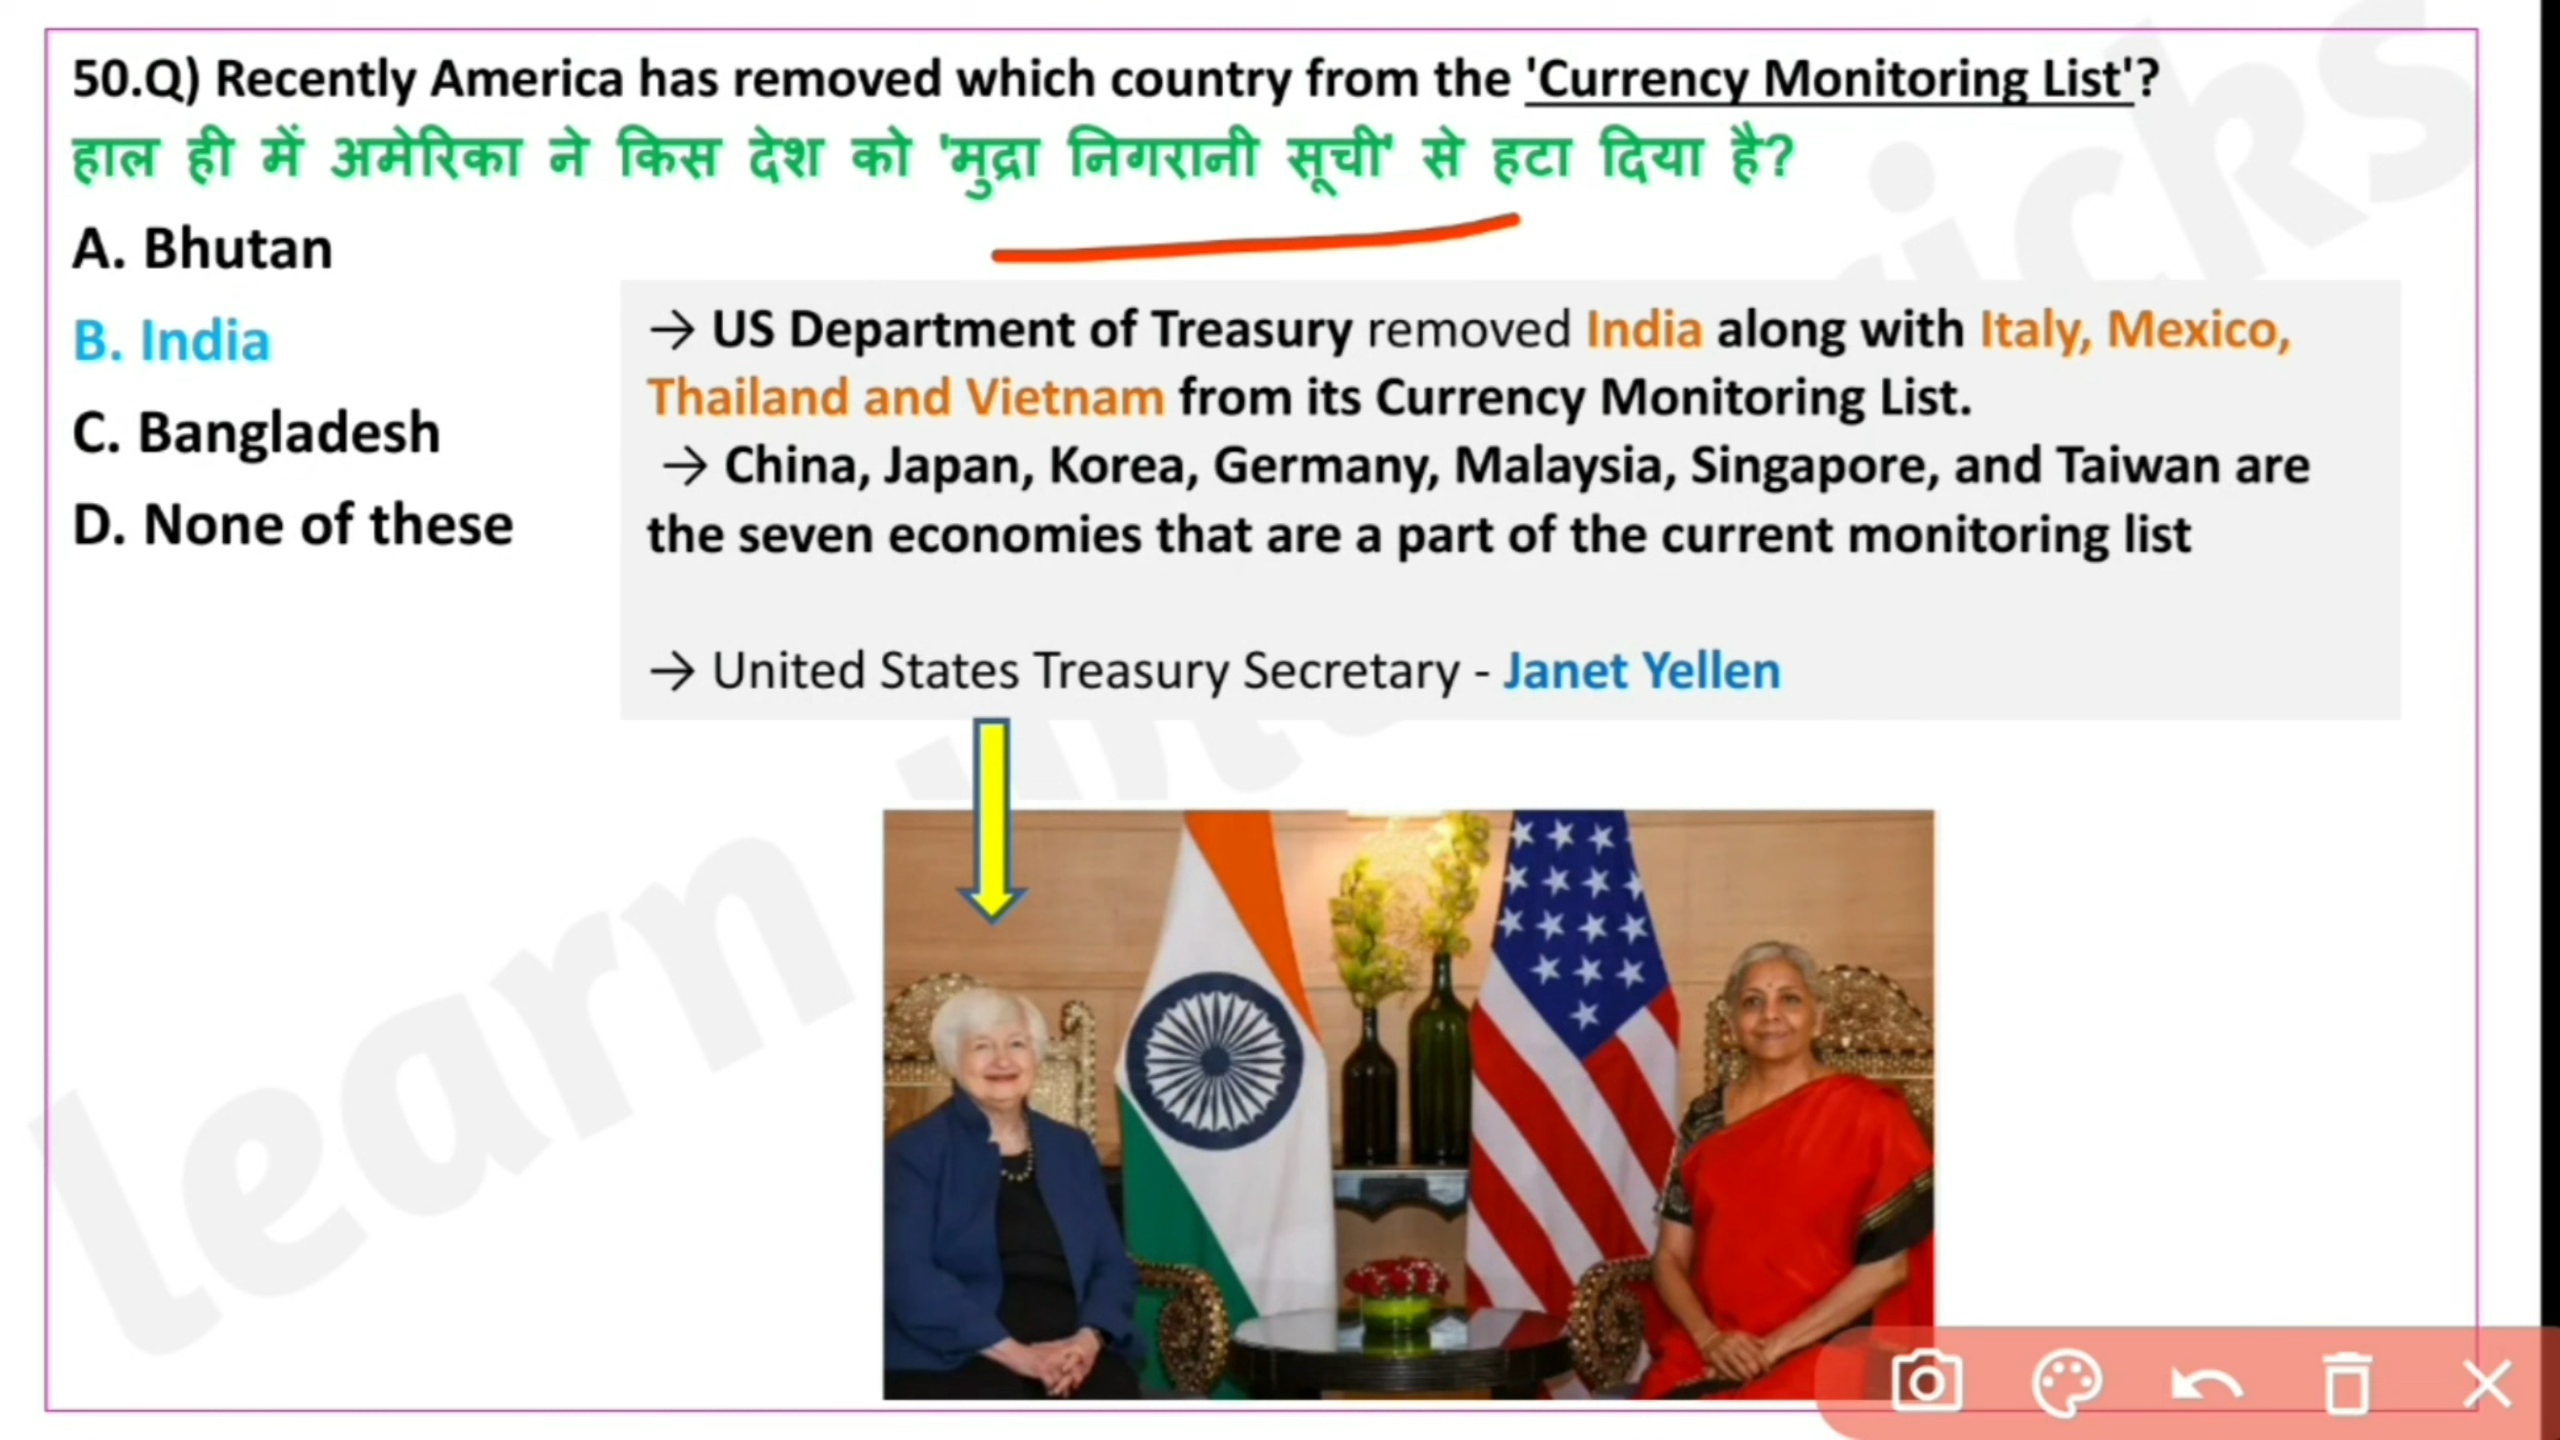 50.Q) Recently America has removed which country from the 'Currency Monitoring List'?
हाल ही में अमेरिका ने किस देश को 'मुद्रा निगरानी सूची' से हटा दिया है?
A. Bhutan
B. India
C. Bangladesh
D. None of these
→ US Department of Treasury removed India along with Italy, Mexico,
Thailand and Vietnam from its Currency Monitoring List.
→ China, Japan, Korea, Germany, Malaysia, Singapore, and Taiwan are
the seven economies that are a part of the current monitoring list
→ United States Treasury Secretary - Janet Yellen
learn